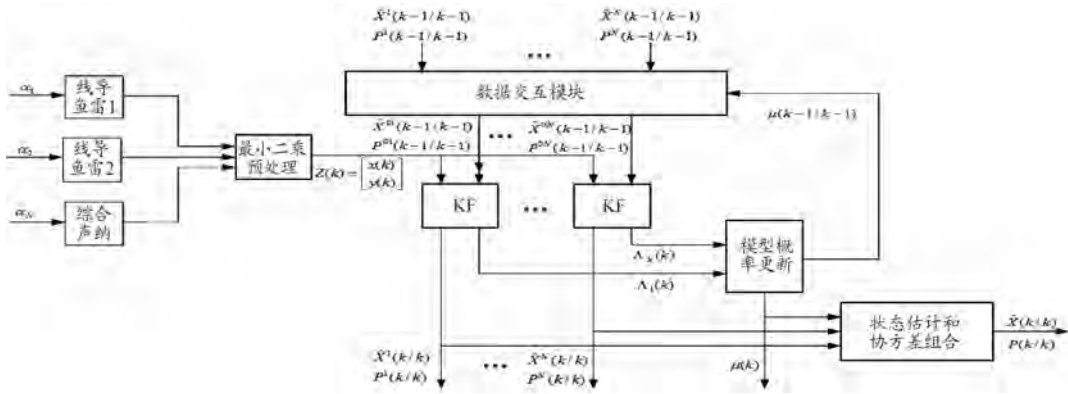 X̂¹(k-1/k-1)
P¹(k-1/k-1)
...
X̂ᴺ(k-1/k-1)
Pᴺ(k-1/k-1)
数据交互模块
μ(k-1/k-1)
α₁
线导
鱼雷1
α₂
线导
鱼雷2
α_N
综合
声纳
最小二乘
预处理
Z(k)=[x(k)
y(k)]
X̂⁰¹(k-1/k-1)
P⁰¹(k-1/k-1)
...
X̂⁰ᴺ(k-1/k-1)
P⁰ᴺ(k-1/k-1)
KF
...
KF
Λ_N(k)
Λ₁(k)
模型概
率更新
状态估计和
协方差组合
X̂(k/k)
P(k/k)
X̂¹(k/k)
P¹(k/k)
...
X̂ᴺ(k/k)
Pᴺ(k/k)
μ(k)